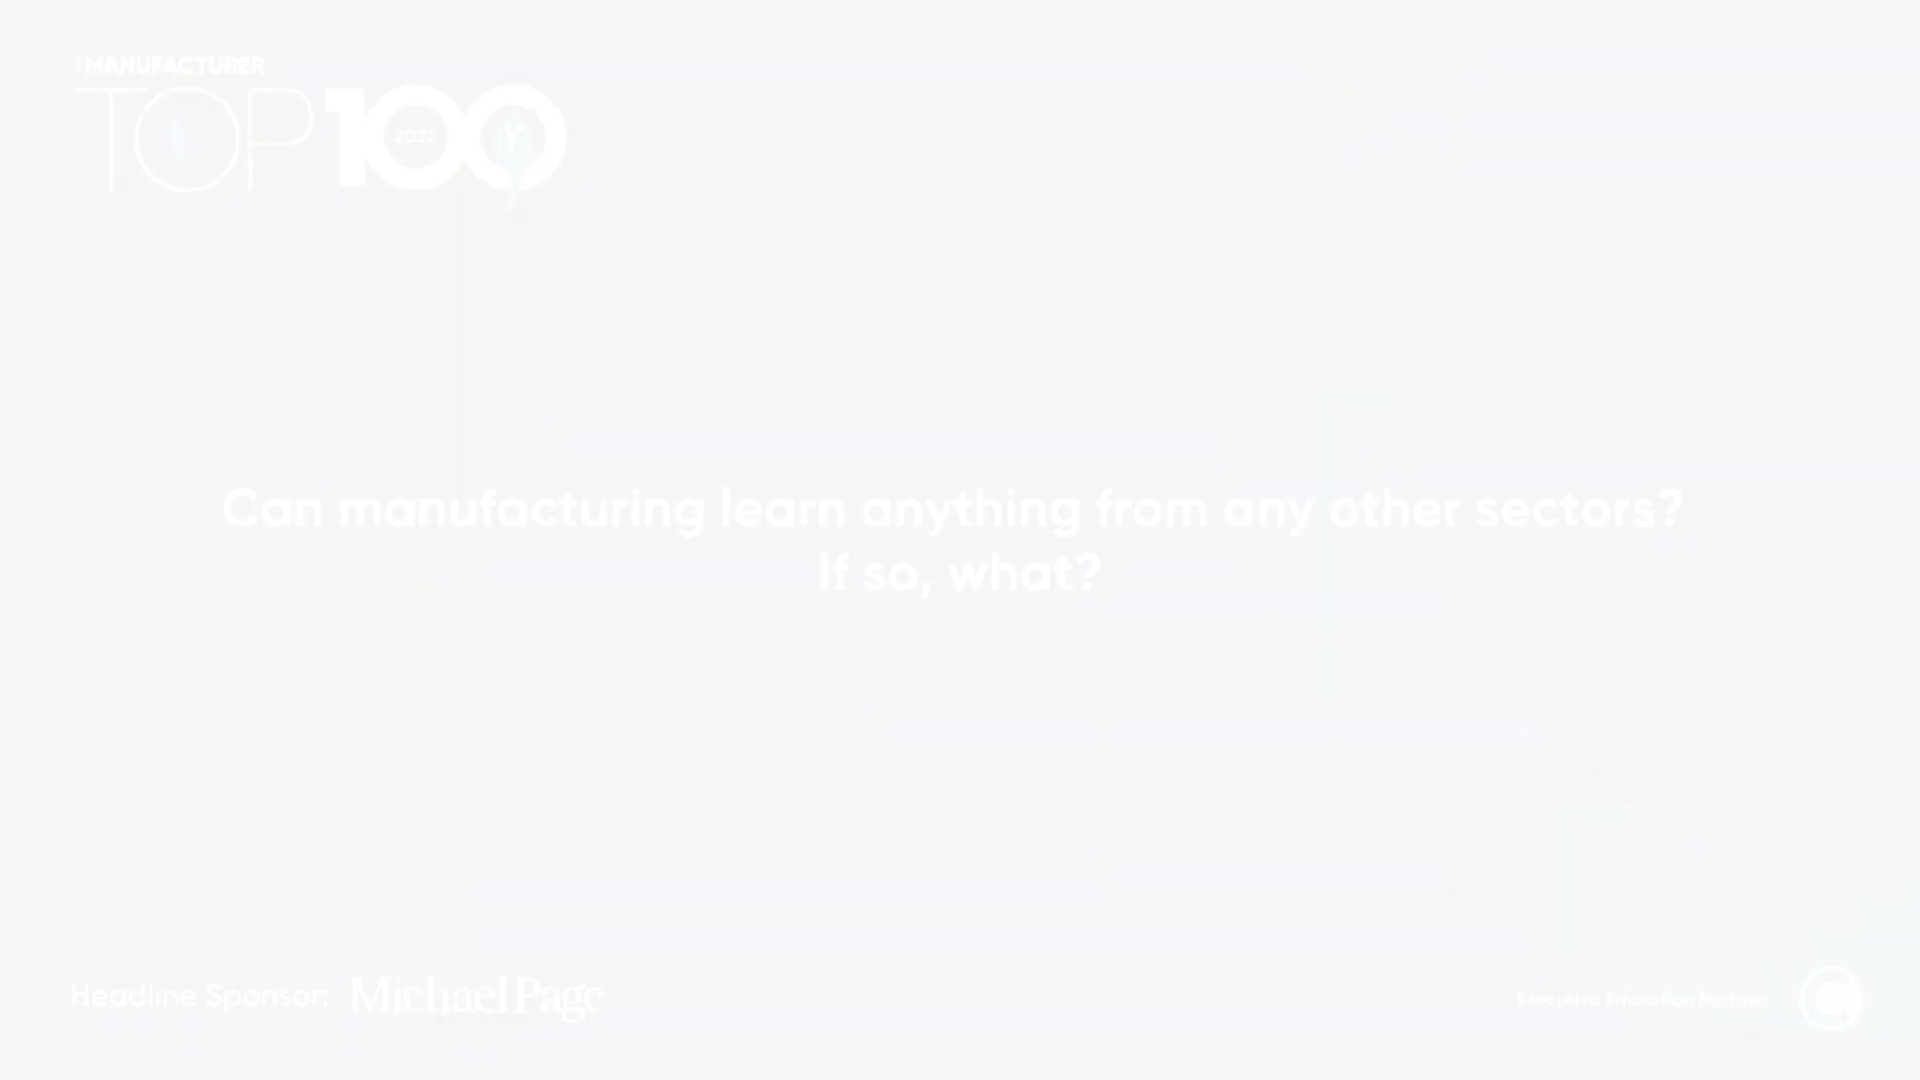 MANUFACTURER
TOP100
2022
Can manufacturing learn anything from any other sectors?
If so, what?
Headline Sponsor: Michael Page
Executive Education Partner